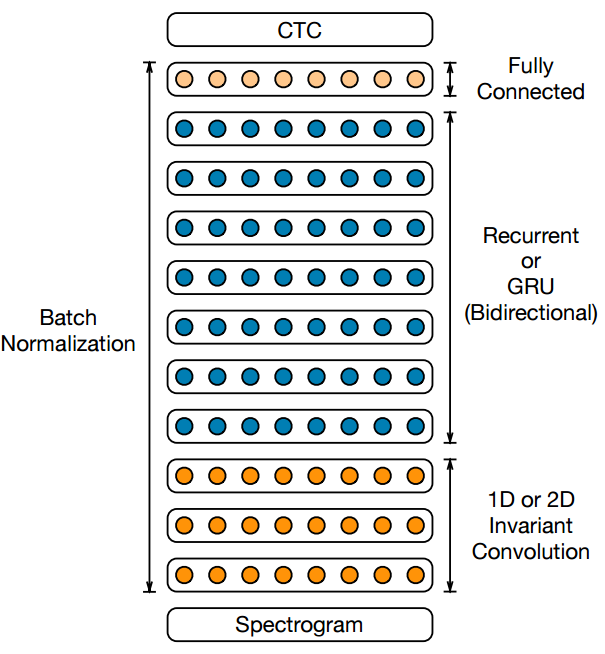 CTC
Fully
Connected
Recurrent
or
GRU
(Bidirectional)
Batch
Normalization
1D or 2D
Invariant
Convolution
Spectrogram